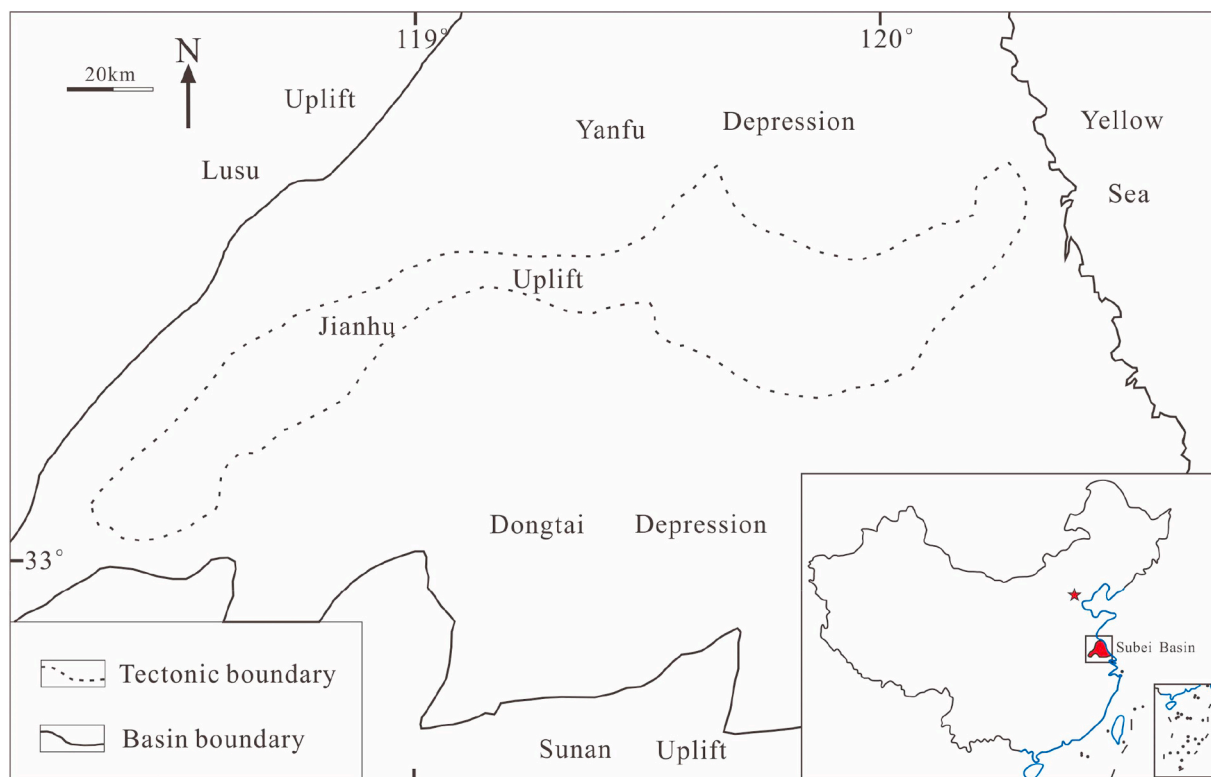 119°
120°
N
20km
Uplift
Lusu
Yanfu
Depression
Yellow
Sea
Uplift
Jianhu
Dongtai Depression
33°
Tectonic boundary
Basin boundary
Sunan Uplift
Subei Basin